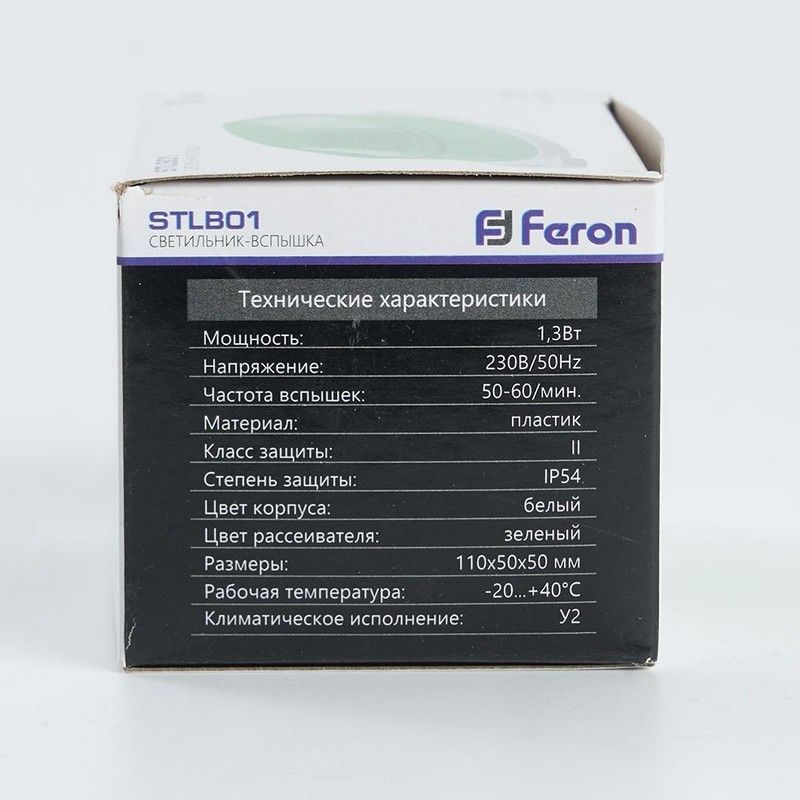 STLB01
СВЕТИЛЬНИК-ВСПЫШКА
Feron
Технические характеристики
Мощность: 1,3Вт
Напряжение: 230В/50Hz
Частота вспышек: 50-60/мин.
Материал: пластик
Класс защиты: II
Степень защиты: IP54
Цвет корпуса: белый
Цвет рассеивателя: зеленый
Размеры: 110х50х50 мм
Рабочая температура: -20...+40°С
Климатическое исполнение: У2